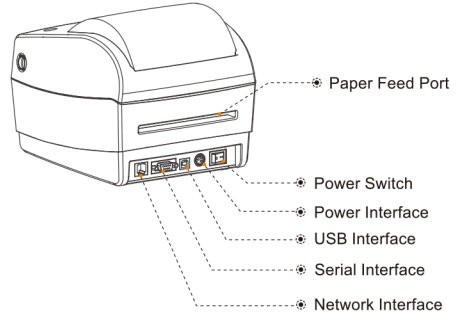 Paper Feed Port
Power Switch
Power Interface
USB Interface
Serial Interface
Network Interface